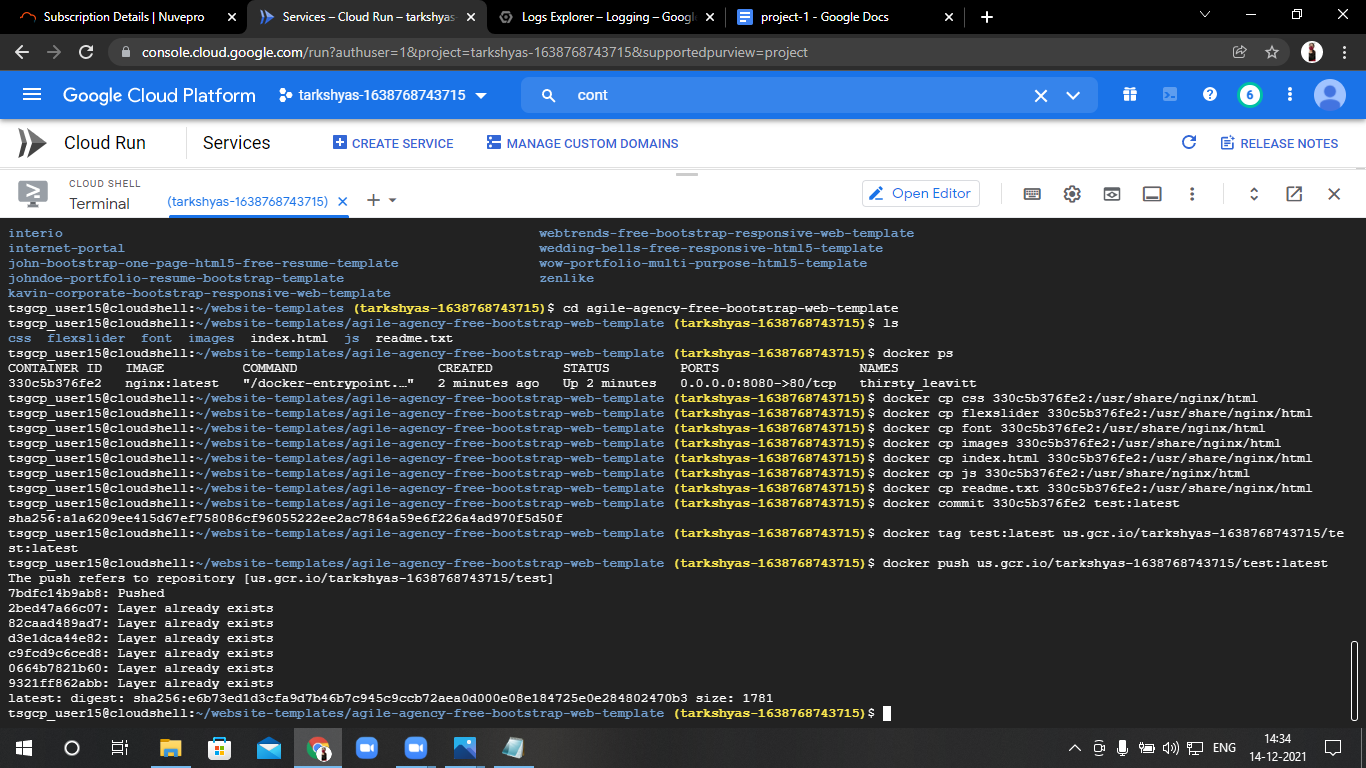 Subscription Details | Nuvepro
Services – Cloud Run – tarkshyas-
Logs Explorer – Logging – Google
project-1 - Google Docs
console.cloud.google.com/run?authuser=1&project=tarkshyas-1638768743715&supportedpurview=project
Google Cloud Platform
tarkshyas-1638768743715
cont
6
Cloud Run
Services
CREATE SERVICE
MANAGE CUSTOM DOMAINS
RELEASE NOTES
CLOUD SHELL
Terminal
(tarkshyas-1638768743715)
Open Editor
interio webtrends-free-bootstrap-responsive-web-template
internet-portal wedding-bells-free-responsive-html5-template
john-bootstrap-one-page-html5-free-resume-template wow-portfolio-multi-purpose-html5-template
johndoe-portfolio-resume-bootstrap-template zenlike
kavin-corporate-bootstrap-responsive-web-template
tsgcp_user15@cloudshell:~/website-templates (tarkshyas-1638768743715)$ cd agile-agency-free-bootstrap-web-template
tsgcp_user15@cloudshell:~/website-templates/agile-agency-free-bootstrap-web-template (tarkshyas-1638768743715)$ ls
css flexslider font images index.html js readme.txt
tsgcp_user15@cloudshell:~/website-templates/agile-agency-free-bootstrap-web-template (tarkshyas-1638768743715)$ docker ps
CONTAINER ID IMAGE COMMAND CREATED STATUS PORTS NAMES
330c5b376fe2 nginx:latest "/docker-entrypoint.…" 2 minutes ago Up 2 minutes 0.0.0.0:8080->80/tcp thirsty_leavitt
tsgcp_user15@cloudshell:~/website-templates/agile-agency-free-bootstrap-web-template (tarkshyas-1638768743715)$ docker cp css 330c5b376fe2:/usr/share/nginx/html
tsgcp_user15@cloudshell:~/website-templates/agile-agency-free-bootstrap-web-template (tarkshyas-1638768743715)$ docker cp flexslider 330c5b376fe2:/usr/share/nginx/html
tsgcp_user15@cloudshell:~/website-templates/agile-agency-free-bootstrap-web-template (tarkshyas-1638768743715)$ docker cp font 330c5b376fe2:/usr/share/nginx/html
tsgcp_user15@cloudshell:~/website-templates/agile-agency-free-bootstrap-web-template (tarkshyas-1638768743715)$ docker cp images 330c5b376fe2:/usr/share/nginx/html
tsgcp_user15@cloudshell:~/website-templates/agile-agency-free-bootstrap-web-template (tarkshyas-1638768743715)$ docker cp index.html 330c5b376fe2:/usr/share/nginx/html
tsgcp_user15@cloudshell:~/website-templates/agile-agency-free-bootstrap-web-template (tarkshyas-1638768743715)$ docker cp js 330c5b376fe2:/usr/share/nginx/html
tsgcp_user15@cloudshell:~/website-templates/agile-agency-free-bootstrap-web-template (tarkshyas-1638768743715)$ docker cp readme.txt 330c5b376fe2:/usr/share/nginx/html
tsgcp_user15@cloudshell:~/website-templates/agile-agency-free-bootstrap-web-template (tarkshyas-1638768743715)$ docker commit 330c5b376fe2 test:latest
sha256:a1a6209ee415d67ef758086cf96055222ee2ac7864a59e6f226a4ad970f5d50f
tsgcp_user15@cloudshell:~/website-templates/agile-agency-free-bootstrap-web-template (tarkshyas-1638768743715)$ docker tag test:latest us.gcr.io/tarkshyas-1638768743715/te
st:latest
tsgcp_user15@cloudshell:~/website-templates/agile-agency-free-bootstrap-web-template (tarkshyas-1638768743715)$ docker push us.gcr.io/tarkshyas-1638768743715/test:latest
The push refers to repository [us.gcr.io/tarkshyas-1638768743715/test]
7bdfc14b9ab8: Pushed
2bed47a66c07: Layer already exists
82caad489ad7: Layer already exists
d3e1dca44e82: Layer already exists
c9fcd9c6ced8: Layer already exists
0664b7821b60: Layer already exists
9321ff862abb: Layer already exists
latest: digest: sha256:e6b73ed1d3cfa9d7b46b7c945c9ccb72aea0d000e08e184725e0e284802470b3 size: 1781
tsgcp_user15@cloudshell:~/website-templates/agile-agency-free-bootstrap-web-template (tarkshyas-1638768743715)$
ENG
14:34
14-12-2021